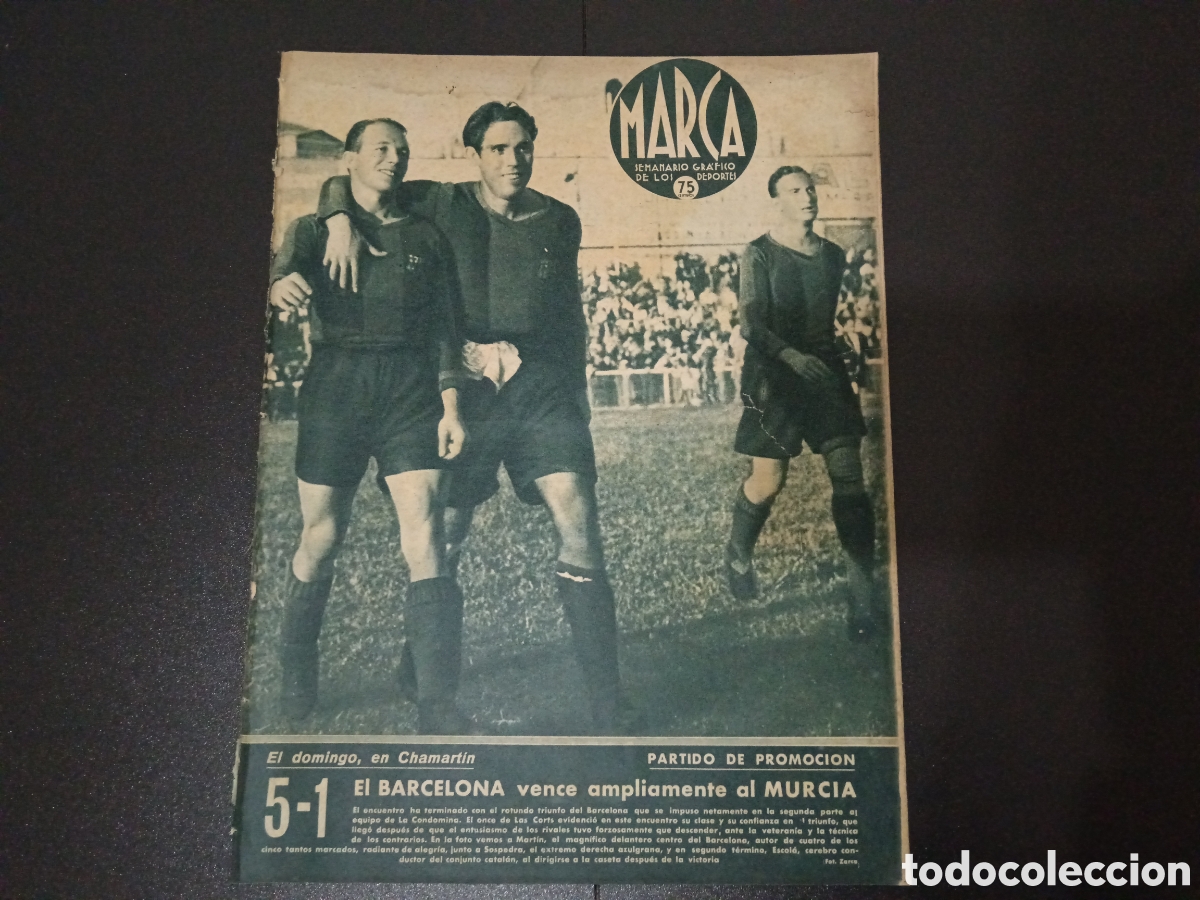 MARCA
SEMANARIO GRÁFICO
DE LOS DEPORTES
75
El domingo, en Chamartín
PARTIDO DE PROMOCION
5-1
El BARCELONA vence ampliamente al MURCIA
El encuentro ha terminado con el rotundo triunfo del Barcelona que se impuso netamente en la segunda parte al
equipo de La Condomina. El once de Las Corts evidenció en este encuentro su clase y su confianza en l triunfo, que
llegó después de que el entusiasmo de los rivales tuvo forzosamente que descender, ante la veteranía y la técnica
de los contrarios. En la foto vemos a Martín, el magnífico delantero centro del Barcelona, autor de cuatro de los
cinco tantos marcados, radiante de alegría, junto a Sospedra, el extremo derecha azulgrana, y en segundo término, Escolá, cerebro con-
ductor del conjunto catalán, al dirigirse a la caseta después de la victoria
(Fot. Zarra)
todocoleccion